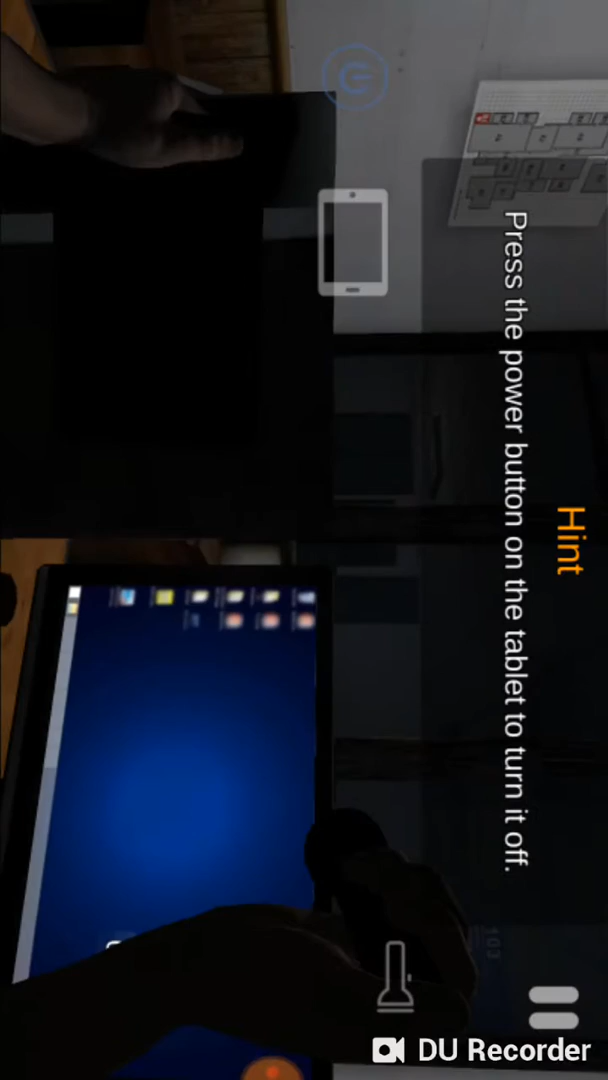 Hint
Press the power button on the tablet to turn it off.
DU Recorder